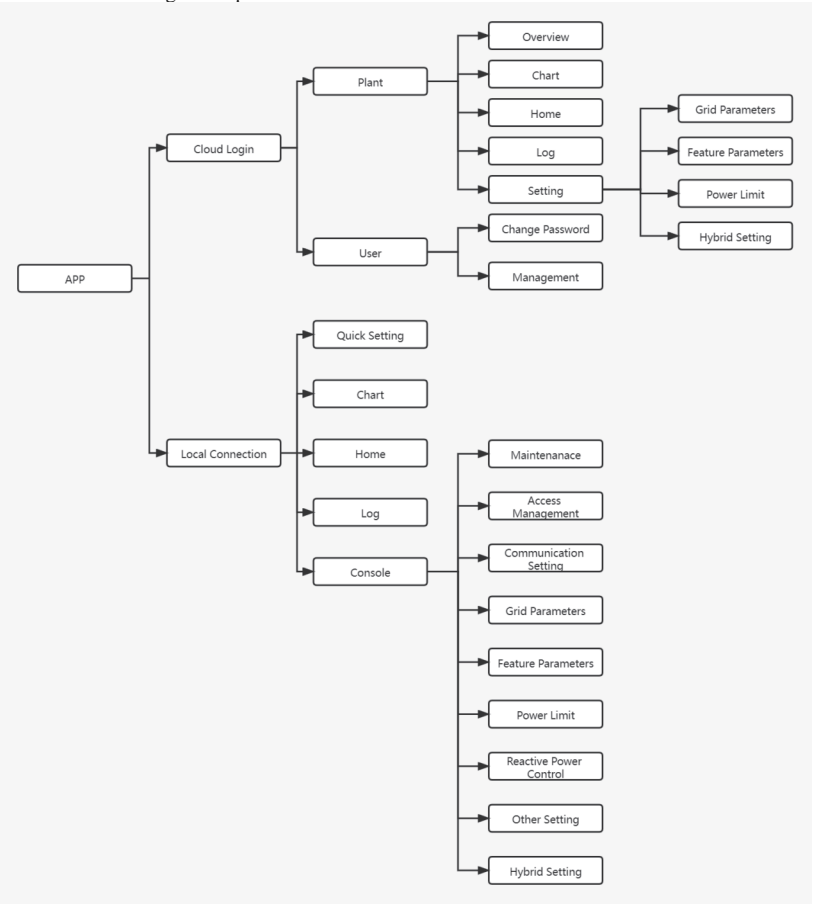 Overview
Chart
Plant
Home
Grid Parameters
Cloud Login
Log
Feature Parameters
Setting
Power Limit
Change Password
Hybrid Setting
User
Management
APP
Quick Setting
Chart
Local Connection
Home
Log
Console
Maintenanace
Access
Management
Communication
Setting
Grid Parameters
Feature Parameters
Power Limit
Reactive Power
Control
Other Setting
Hybrid Setting